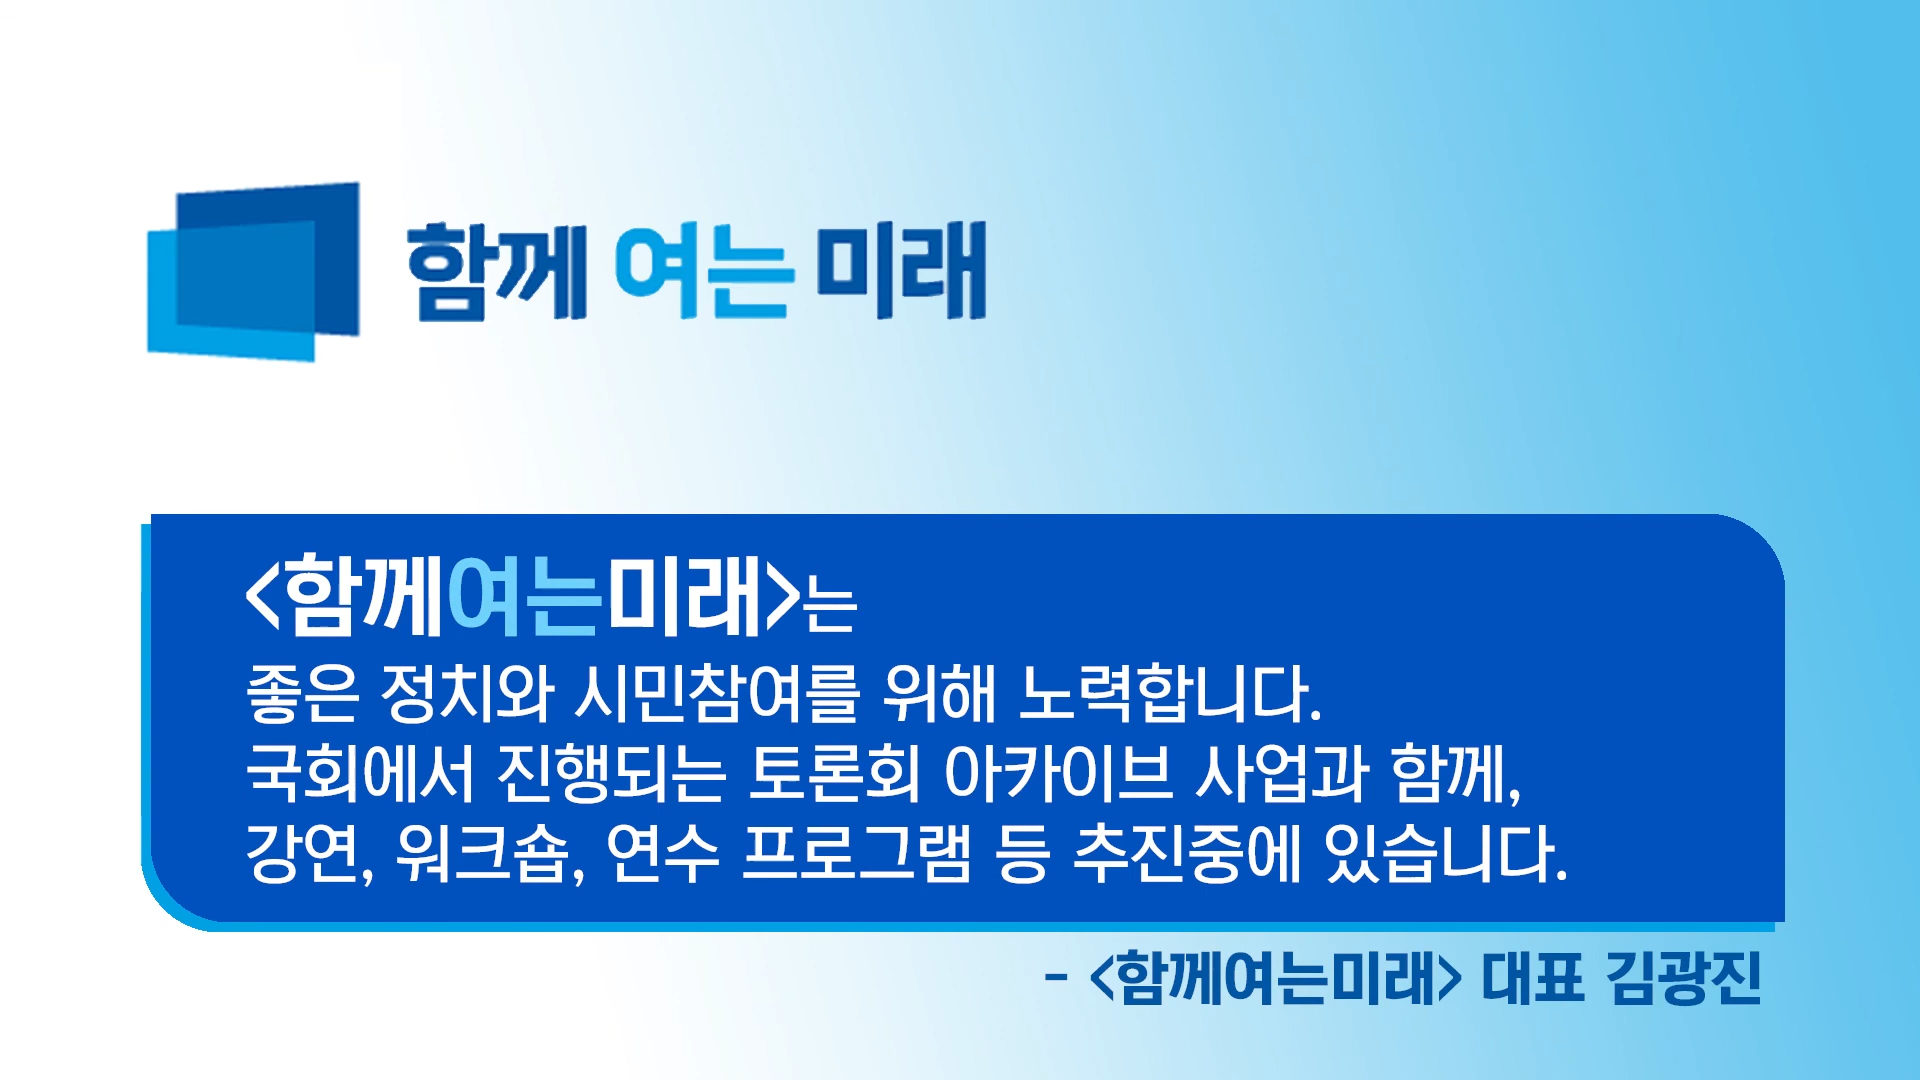 함께 여는 미래
<함께여는미래>는
좋은 정치와 시민참여를 위해 노력합니다.
국회에서 진행되는 토론회 아카이브 사업과 함께,
강연, 워크숍, 연수 프로그램 등 추진중에 있습니다.
- <함께여는미래> 대표 김광진